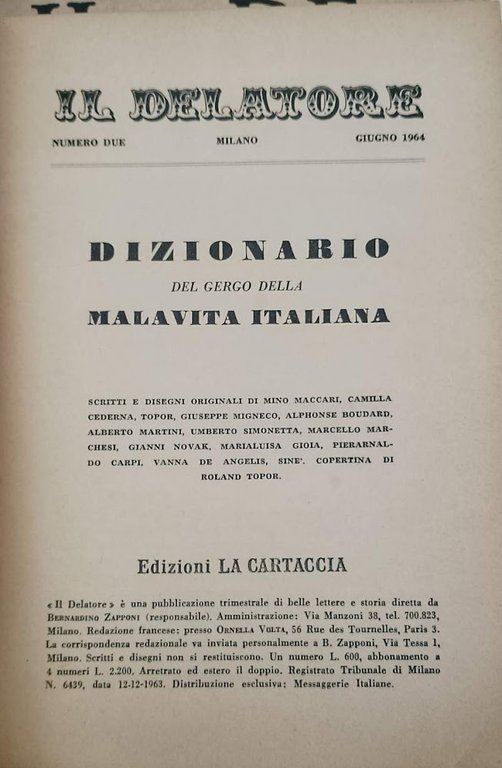 IL DELATORE
NUMERO DUE MILANO GIUGNO 1964
DIZIONARIO
DEL GERGO DELLA
MALAVITA ITALIANA
SCRITTI E DISEGNI ORIGINALI DI MINO MACCARI, CAMILLA
CEDERNA, TOPOR, GIUSEPPE MIGNECO, ALPHONSE BOUDARD,
ALBERTO MARTINI, UMBERTO SIMONETTA, MARCELLO MAR-
CHESI, GIANNI NOVAK, MARIALUISA GIOIA, PIERARNAL-
DO CARPI, VANNA DE ANGELIS, SINE'. COPERTINA DI
ROLAND TOPOR.
Edizioni LA CARTACCIA
« Il Delatore » è una pubblicazione trimestrale di belle lettere e storia diretta da
BERNARDINO ZAPPONI (responsabile). Amministrazione: Via Manzoni 38, tel. 700.823,
Milano. Redazione francese: presso ORNELLA VOLTA, 56 Rue des Tournelles, Paris 3.
La corrispondenza redazionale va inviata personalmente a B. Zapponi, Via Tessa 1,
Milano. Scritti e disegni non si restituiscono. Un numero L. 600, abbonamento a
4 numeri L. 2.200. Arretrato ed estero il doppio. Registrato Tribunale di Milano
N. 6439, data 12-12-1963. Distribuzione esclusiva: Messaggerie Italiane.